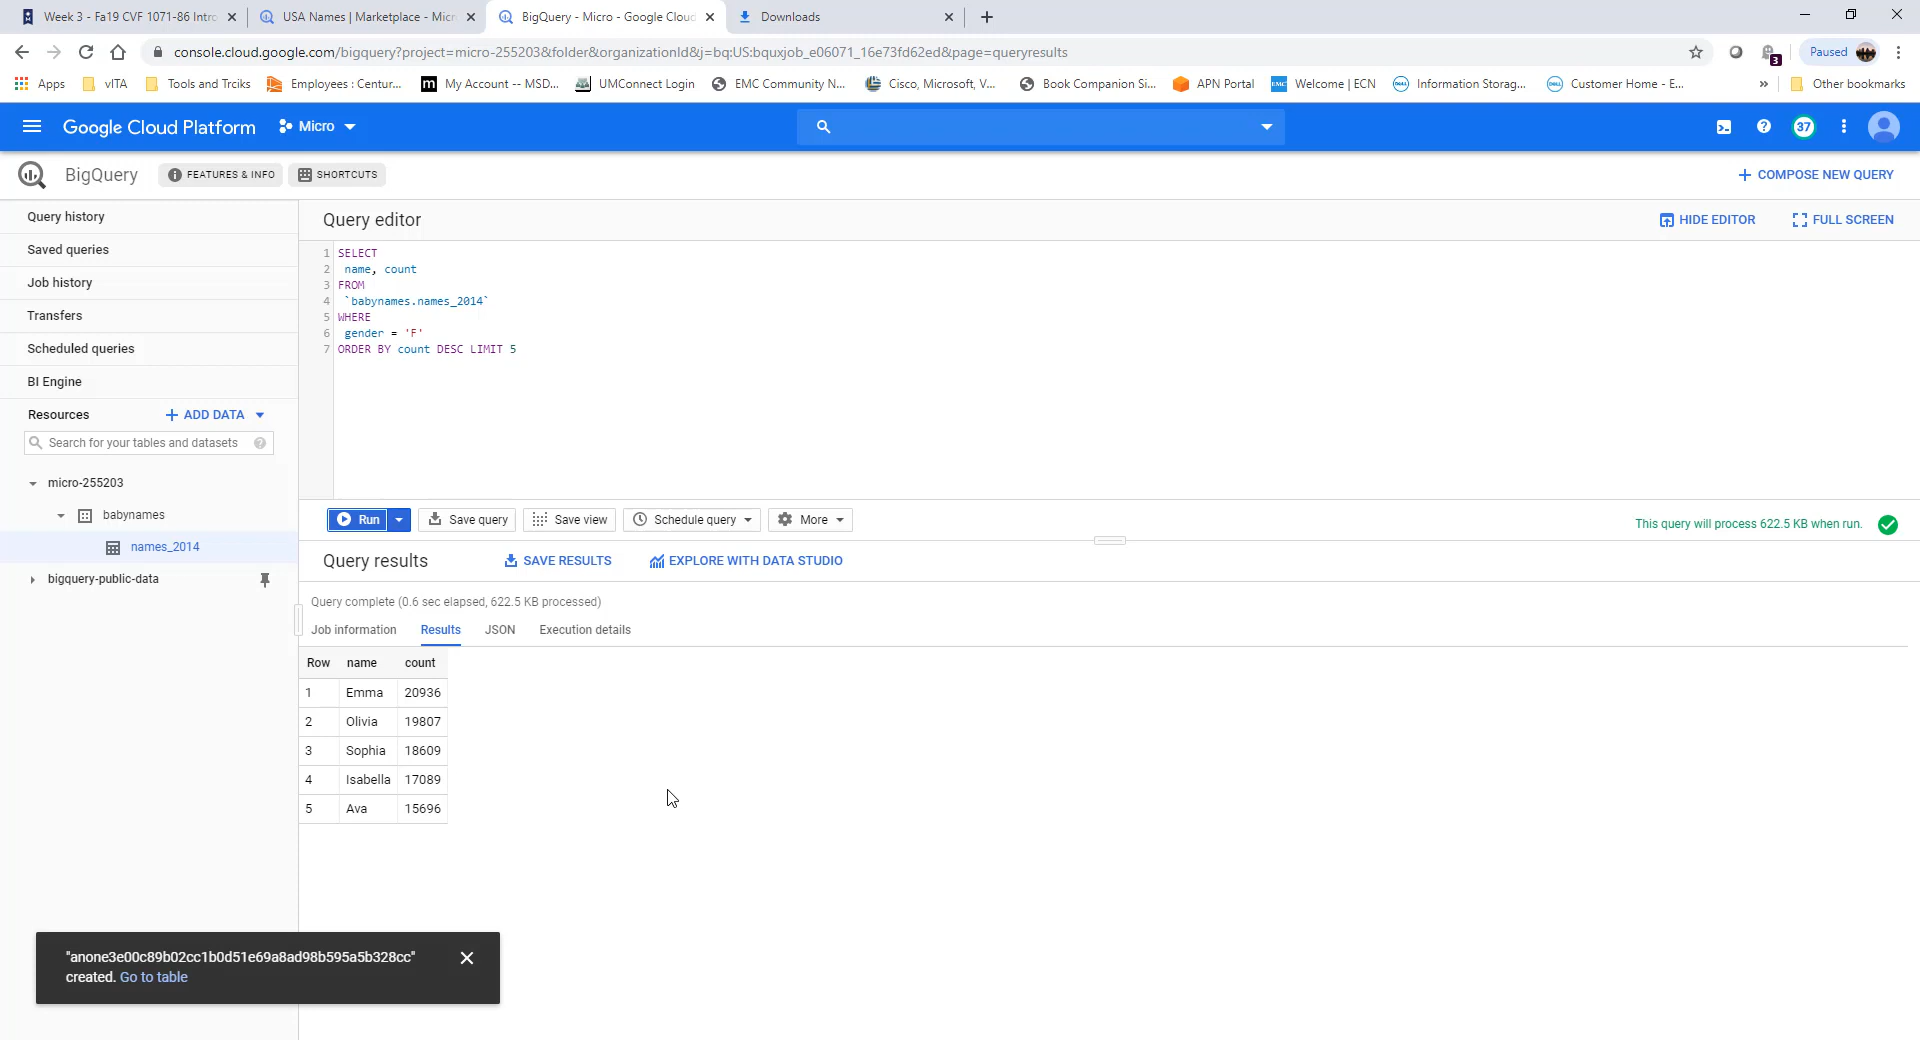 Week 3 - Fa19 CVF 1071-86 Intro
USA Names | Marketplace - Micr
BigQuery - Micro - Google Cloud
Downloads
console.cloud.google.com/bigquery?project=micro-255203&folder&organizationId&j=bq:US:bquxjob_e06071_16e73fd62ed&page=queryresults
Paused
3
Apps
vITA
Tools and Trciks
Employees : Centur...
My Account -- MSD...
UMConnect Login
EMC Community N...
Cisco, Microsoft, V...
Book Companion Si...
APN Portal
Welcome | ECN
Information Storag...
Customer Home - E...
»
Other bookmarks
Google Cloud Platform
Micro
37
BigQuery
FEATURES & INFO
SHORTCUTS
COMPOSE NEW QUERY
Query history
Saved queries
Job history
Transfers
Scheduled queries
BI Engine
Resources
ADD DATA
Search for your tables and datasets
micro-255203
babynames
names_2014
bigquery-public-data
Query editor
HIDE EDITOR
FULL SCREEN
1 SELECT
2 name, count
3 FROM
4 `babynames.names_2014`
5 WHERE
6 gender = 'F'
7 ORDER BY count DESC LIMIT 5
Run
Save query
Save view
Schedule query
More
This query will process 622.5 KB when run.
Query results
SAVE RESULTS
EXPLORE WITH DATA STUDIO
Query complete (0.6 sec elapsed, 622.5 KB processed)
Job information
Results
JSON
Execution details
Row name count
1 Emma 20936
2 Olivia 19807
3 Sophia 18609
4 Isabella 17089
5 Ava 15696
"anone3e00c89b02cc1b0d51e69a8ad98b595a5b328cc"
created. Go to table